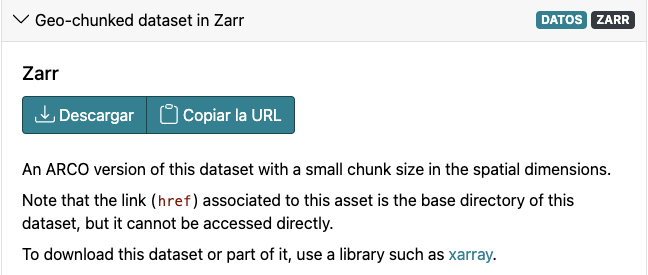 Geo-chunked dataset in Zarr DATOS ZARR
Zarr
Descargar Copiar la URL
An ARCO version of this dataset with a small chunk size in the spatial dimensions.
Note that the link (href) associated to this asset is the base directory of this
dataset, but it cannot be accessed directly.
To download this dataset or part of it, use a library such as xarray.